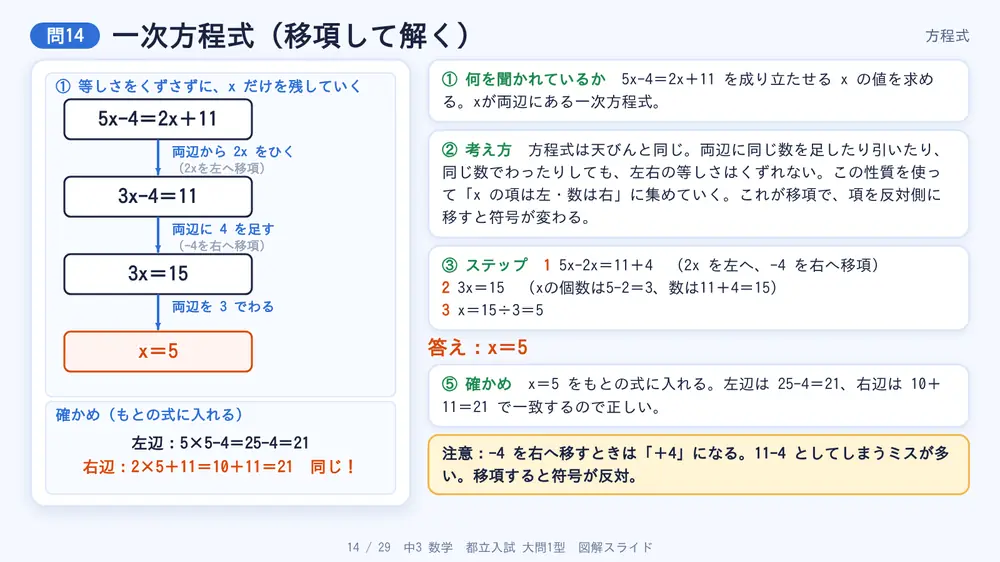 問14 一次方程式（移項して解く）
方程式
① 等しさをくずさずに、x だけを残していく
5x-4＝2x＋11
両辺から 2x をひく
（2xを左へ移項）
3x-4＝11
両辺に 4 を足す
（-4を右へ移項）
3x＝15
両辺を 3 でわる
x＝5
確かめ（もとの式に入れる）
左辺：5×5-4＝25-4＝21
右辺：2×5＋11＝10＋11＝21　同じ！
① 何を聞かれているか　5x-4＝2x＋11 を成り立たせる x の値を求め
る。xが両辺にある一次方程式。
② 考え方　方程式は天びんと同じ。両辺に同じ数を足したり引いたり、
同じ数でわったりしても、左右の等しさはくずれない。この性質を使っ
て「x の項は左・数は右」に集めていく。これが移項で、項を反対側に
移すと符号が変わる。
③ ステップ　1 5x-2x＝11＋4　（2x を左へ、-4 を右へ移項）
2 3x＝15　（xの個数は5-2＝3、数は11＋4＝15）
3 x＝15÷3＝5
答え：x＝5
⑤ 確かめ　x＝5 をもとの式に入れる。左辺は 25-4＝21、右辺は 10＋
11＝21 で一致するので正しい。
注意：-4 を右へ移すときは「＋4」になる。11-4 としてしまうミスが多
い。移項すると符号が反対。
14 / 29　中3 数学　都立入試 大問1型　図解スライド